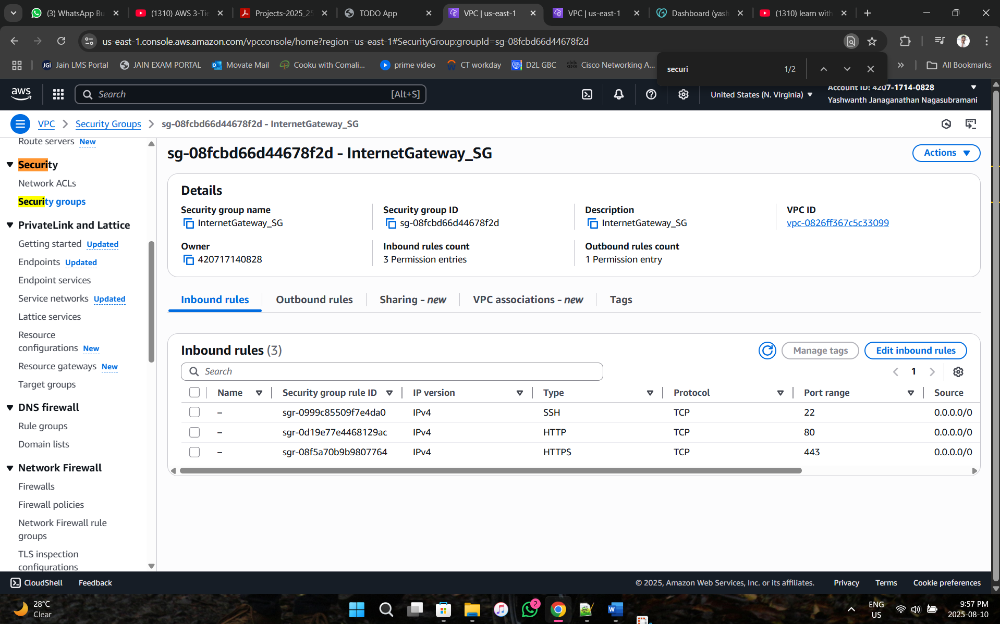 (3) WhatsApp Bu
(1310) AWS 3-Tie
Projects-2025_25
TODO App
VPC | us-east-1
VPC | us-east-1
Dashboard (yash
(1310) learn with
us-east-1.console.aws.amazon.com/vpcconsole/home?region=us-east-1#SecurityGroup:groupId=sg-08fcbd66d44678f2d
JGi Jain LMS Portal
JAIN EXAM PORTAL
Movate Mail
Cooku with Comali...
prime video
CT workday
D2L GBC
cisco Cisco Networking A...
All Bookmarks
securi
1/2
aws
Search
[Alt+S]
United States (N. Virginia)
Account ID: 4207-1714-0828
Yashwanth Janaganathan Nagasubramani
VPC
Security Groups
sg-08fcbd66d44678f2d - InternetGateway_SG
Route servers New
Security
Network ACLs
Security groups
PrivateLink and Lattice
Getting started Updated
Endpoints Updated
Endpoint services
Service networks Updated
Lattice services
Resource
configurations New
Resource gateways New
Target groups
DNS firewall
Rule groups
Domain lists
Network Firewall
Firewalls
Firewall policies
Network Firewall rule
groups
TLS inspection
configurations
sg-08fcbd66d44678f2d - InternetGateway_SG
Actions
Details
Security group name
InternetGateway_SG
Security group ID
sg-08fcbd66d44678f2d
Description
InternetGateway_SG
VPC ID
vpc-0826ff367c5c33099
Owner
420717140828
Inbound rules count
3 Permission entries
Outbound rules count
1 Permission entry
Inbound rules
Outbound rules
Sharing - new
VPC associations - new
Tags
Inbound rules (3)
Manage tags
Edit inbound rules
Search
1
Name Security group rule ID IP version Type Protocol Port range Source
– sgr-0999c85509f7e4da0 IPv4 SSH TCP 22 0.0.0.0/0
– sgr-0d19e77e4468129ac IPv4 HTTP TCP 80 0.0.0.0/0
– sgr-08f5a70b9b9807764 IPv4 HTTPS TCP 443 0.0.0.0/0
CloudShell
Feedback
© 2025, Amazon Web Services, Inc. or its affiliates.
Privacy
Terms
Cookie preferences
28°C
Clear
2
ENG
US
9:57 PM
2025-08-10